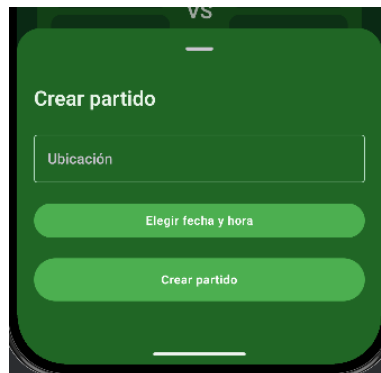 VS
Crear partido
Ubicación
Elegir fecha y hora
Crear partido